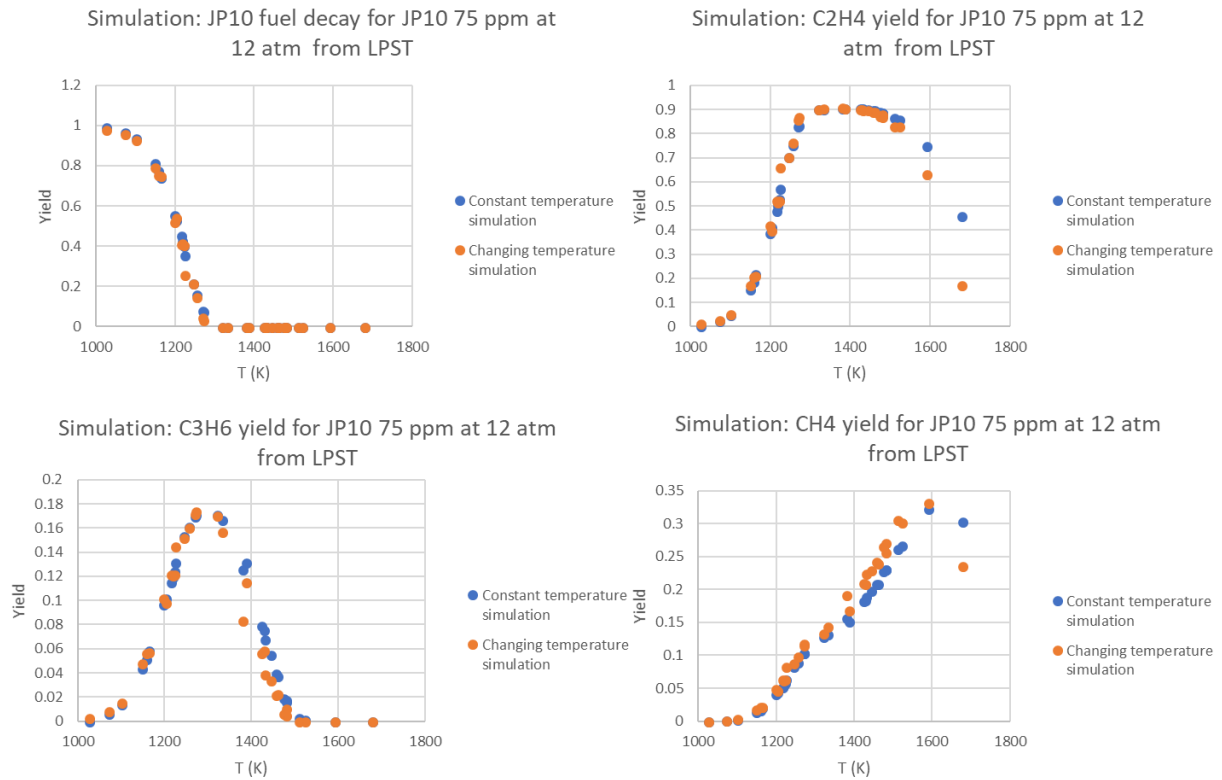 Simulation: JP10 fuel decay for JP10 75 ppm at
12 atm from LPST
1.2
1
0.8
0.6
0.4
0.2
0
Yield
1000
1200
1400
1600
1800
T (K)
Constant temperature
simulation
Changing temperature
simulation
Simulation: C2H4 yield for JP10 75 ppm at 12
atm from LPST
1
0.9
0.8
0.7
0.6
0.5
0.4
0.3
0.2
0.1
0
Yield
1000
1200
1400
1600
1800
T (K)
Constant temperature
simulation
Changing temperature
simulation
Simulation: C3H6 yield for JP10 75 ppm at 12 atm
from LPST
0.2
0.18
0.16
0.14
0.12
0.1
0.08
0.06
0.04
0.02
0
Yield
1000
1200
1400
1600
1800
T (K)
Constant temperature
simulation
Changing temperature
simulation
Simulation: CH4 yield for JP10 75 ppm at 12 atm
from LPST
0.35
0.3
0.25
0.2
0.15
0.1
0.05
0
Yield
1000
1200
1400
1600
1800
T (K)
Constant temperature
simulation
Changing temperature
simulation